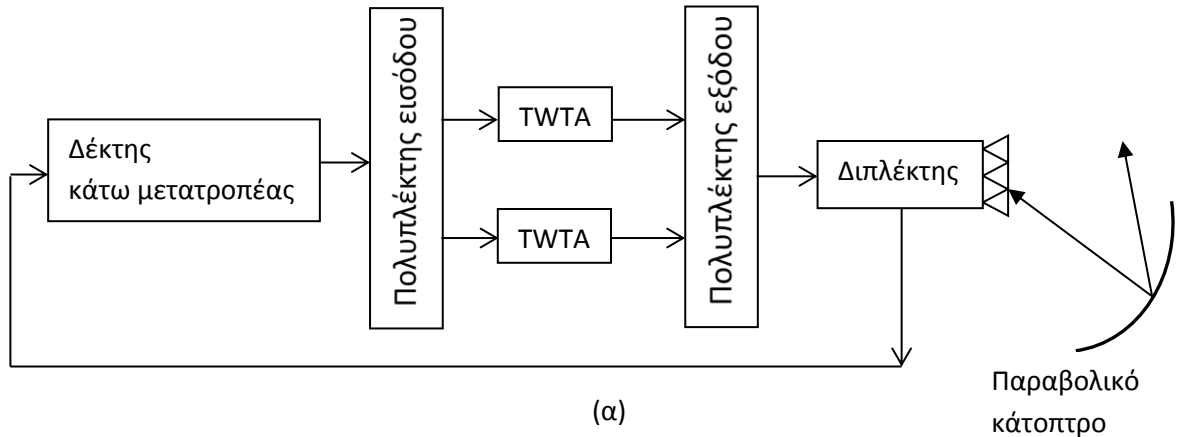 Δέκτης
κάτω μετατροπέας
Πολυπλέκτης εισόδου
TWTA
TWTA
Πολυπλέκτης εξόδου
Διπλέκτης
Παραβολικό
κάτοπτρο
(α)